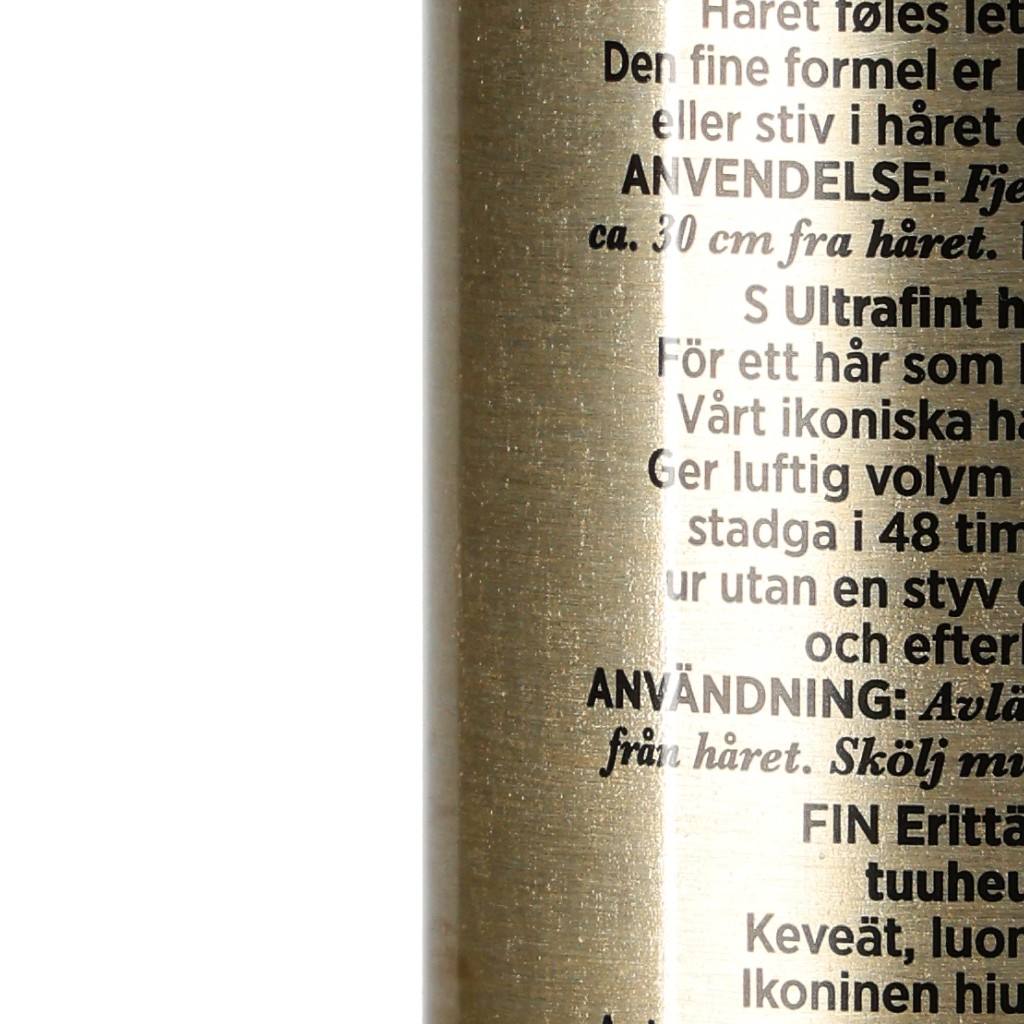 Håret føles let
Den fine formel er
eller stiv i håret
ANVENDELSE: Fje
ca. 30 cm fra håret.
S Ultrafint h
För ett hår som
Vårt ikoniska ha
Ger luftig volym
stadga i 48 tim
ur utan en styv
och efter
ANVÄNDNING: Avlä
från håret. Skölj mu
FIN Erittä
tuuheu
Keveät, luon
Ikoninen hiu